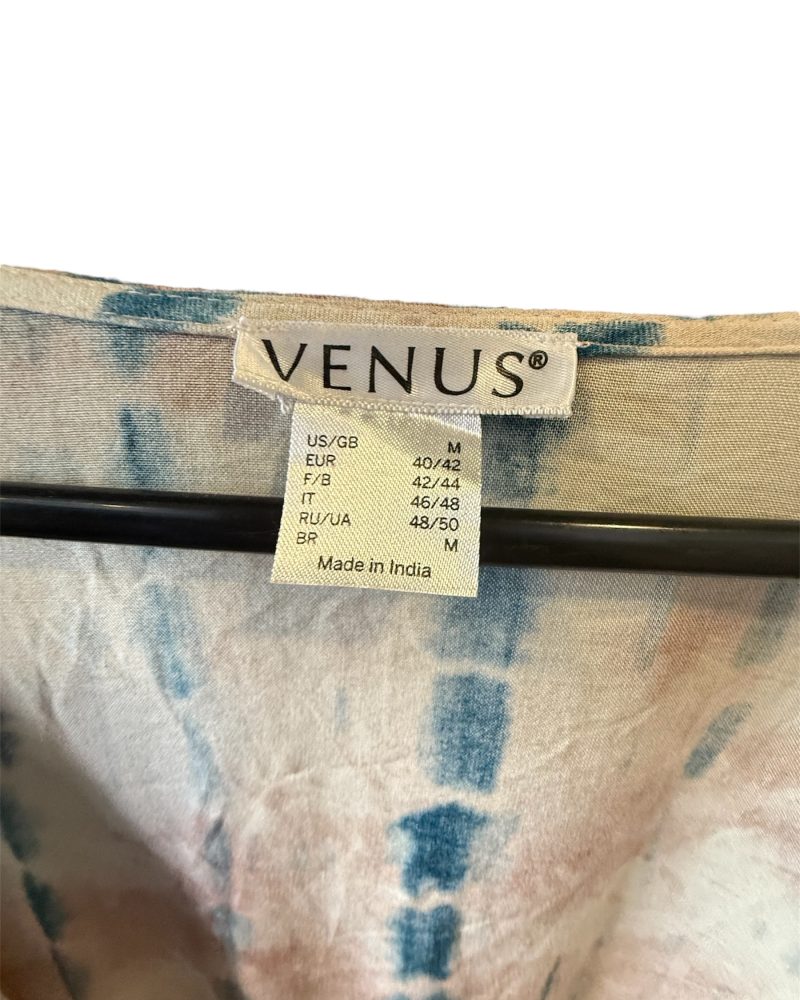 VENUS®
US/GB M
EUR 40/42
F/B 42/44
IT 46/48
RU/UA 48/50
BR M
Made in India